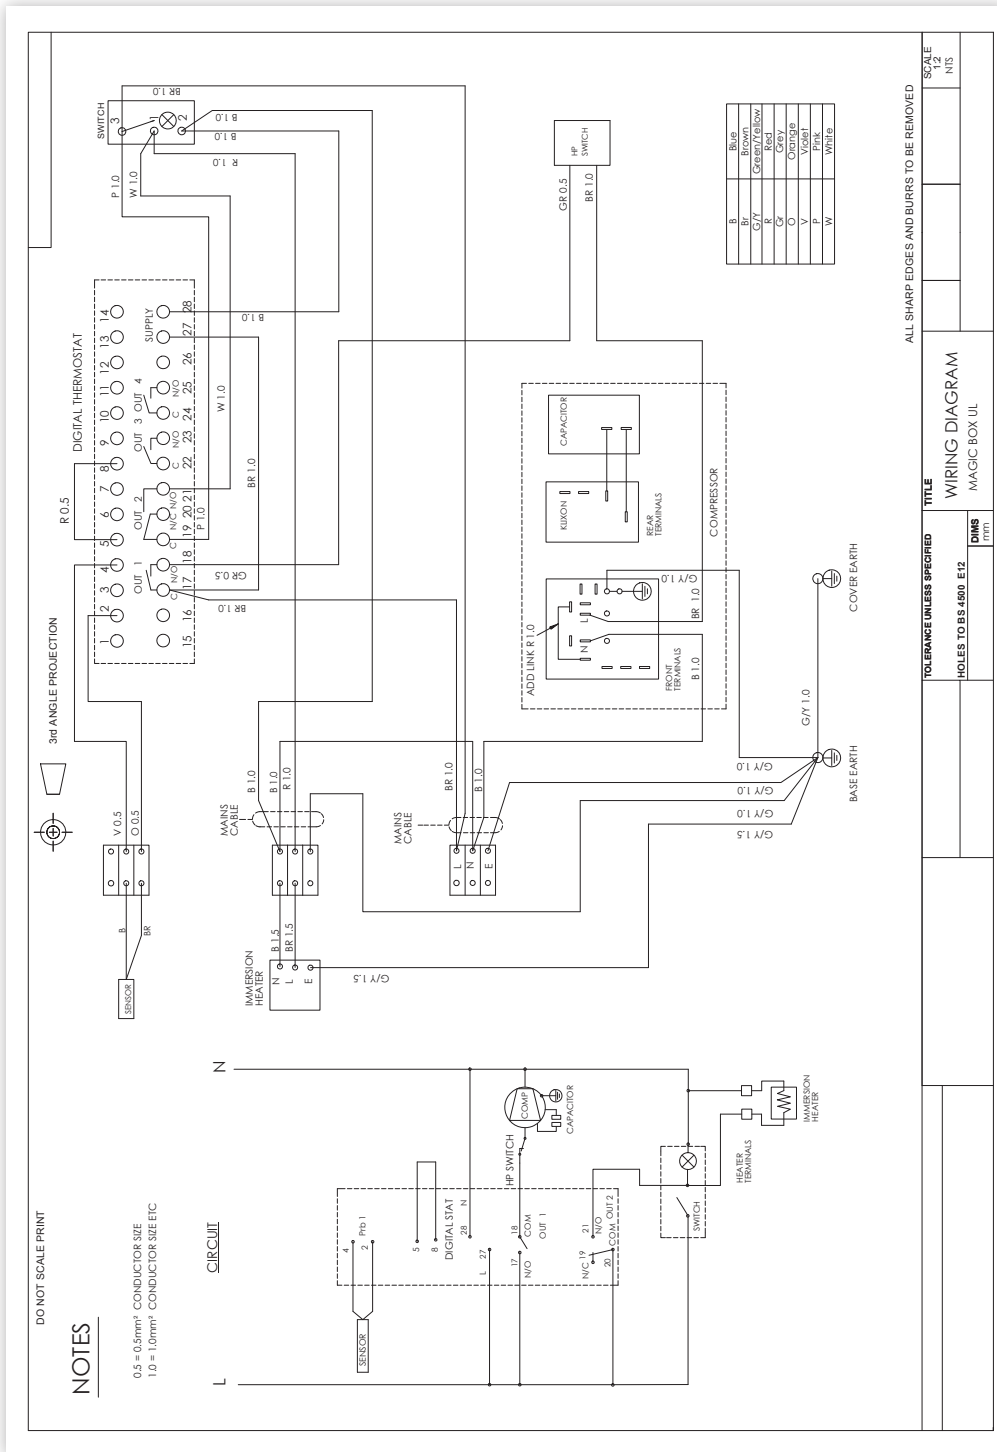 DO NOT SCALE PRINT
NOTES
0.5 = 0.5mm² CONDUCTOR SIZE
1.0 = 1.0mm² CONDUCTOR SIZE ETC
CIRCUIT
L
N
SENSOR
4
2
Prb 1
5
8
DIGITAL STAT
28
N
L
27
HP SWITCH
COMP
CAPACITOR
17
N/O
18
COM
OUT 1
N/C
19
20
COM
21
N/O
OUT 2
SWITCH
HEATER
TERMINALS
IMMERSION
HEATER
3rd ANGLE PROJECTION
SENSOR
B
BR
V 0.5
O 0.5
IMMERSION
HEATER
N
L
E
B 1.5
BR 1.5
G/Y 1.5
MAINS
CABLE
B 1.0
B 1.0
R 1.0
MAINS
CABLE
L
N
E
BR 1.0
B 1.0
G/Y 1.0
G/Y 1.0
G/Y 1.0
G/Y 1.5
BASE EARTH
G/Y 1.0
COVER EARTH
DIGITAL THERMOSTAT
R 0.5
1
2
3
4
5
6
7
8
9
10
11
12
13
14
OUT 1
OUT 2
OUT 3
OUT 4
SUPPLY
C
N/O
C
N/C
N/O
C
N/O
C
N/O
15
16
17
18
19
20
21
22
23
24
25
26
27
28
BR 1.0
GR 0.5
P 1.0
BR 1.0
W 1.0
B 1.0
SWITCH
3
1
2
P 1.0
W 1.0
R 1.0
B 1.0
B 1.0
BR 1.0
HP
SWITCH
GR 0.5
BR 1.0
ADD LINK R 1.0
N
L
FRONT
TERMINALS
B 1.0
BR 1.0
G/Y 1.0
KLIXON
REAR
TERMINALS
CAPACITOR
COMPRESSOR
B Blue
Br Brown
G/Y Green/Yellow
R Red
Gr Grey
O Orange
V Violet
P Pink
W White
ALL SHARP EDGES AND BURRS TO BE REMOVED
TOLERANCE UNLESS SPECIFIED
HOLES TO BS 4500 E12
DIMS
mm
TITLE
WIRING DIAGRAM
MAGIC BOX UL
SCALE
1:2
NTS